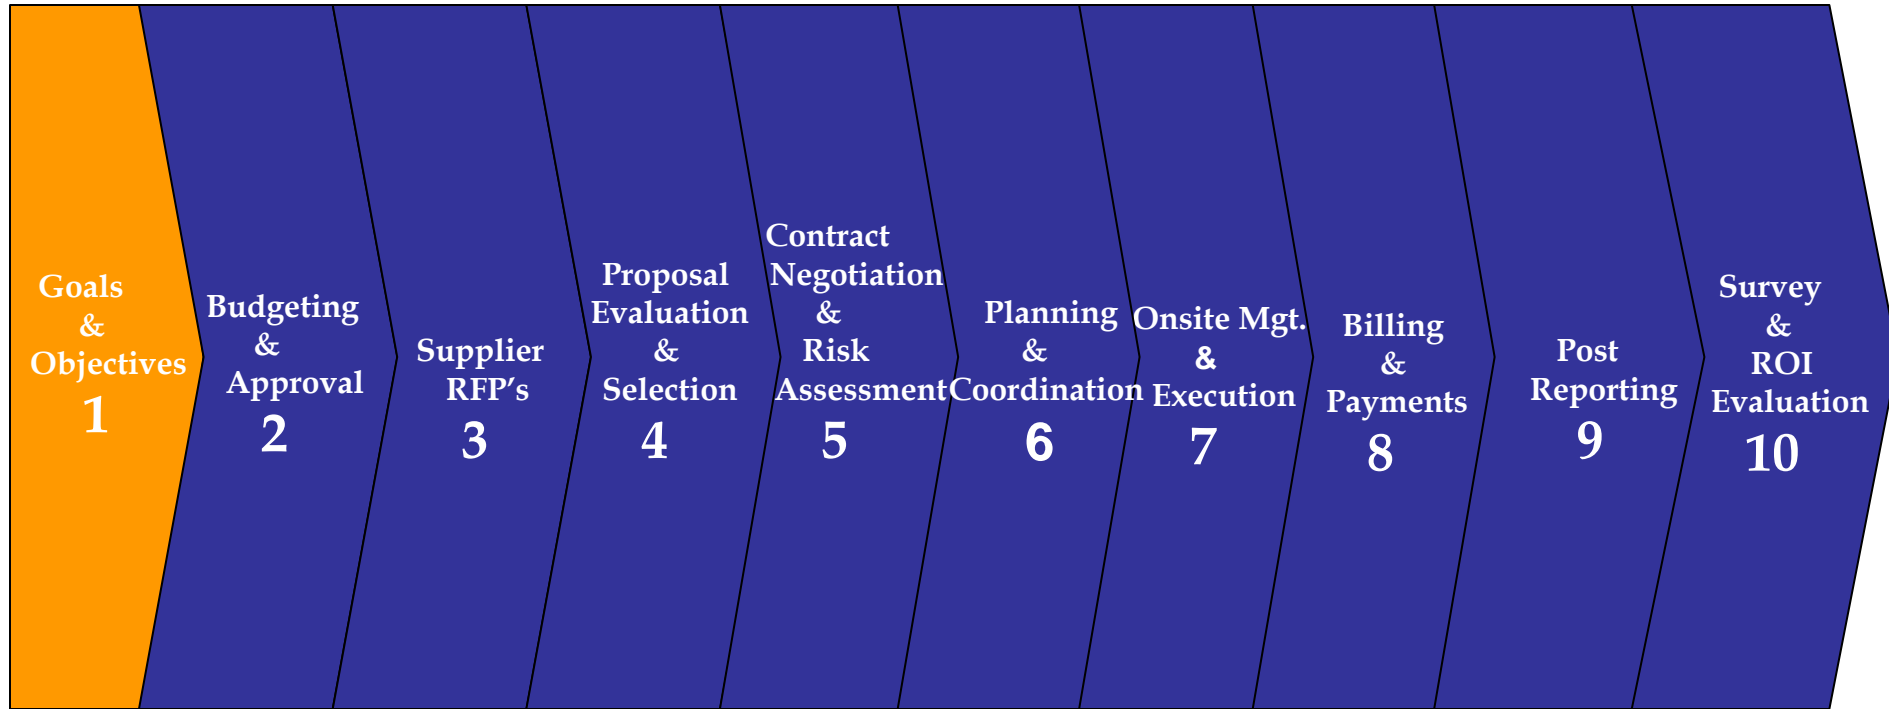 Goals
&
Objectives
1
Budgeting
&
Approval
2
Supplier
RFP’s
3
Proposal
Evaluation
&
Selection
4
Contract
Negotiation
&
Risk
Assessment
5
Planning
&
Coordination
6
Onsite Mgt.
&
Execution
7
Billing
&
Payments
8
Post
Reporting
9
Survey
&
ROI
Evaluation
10